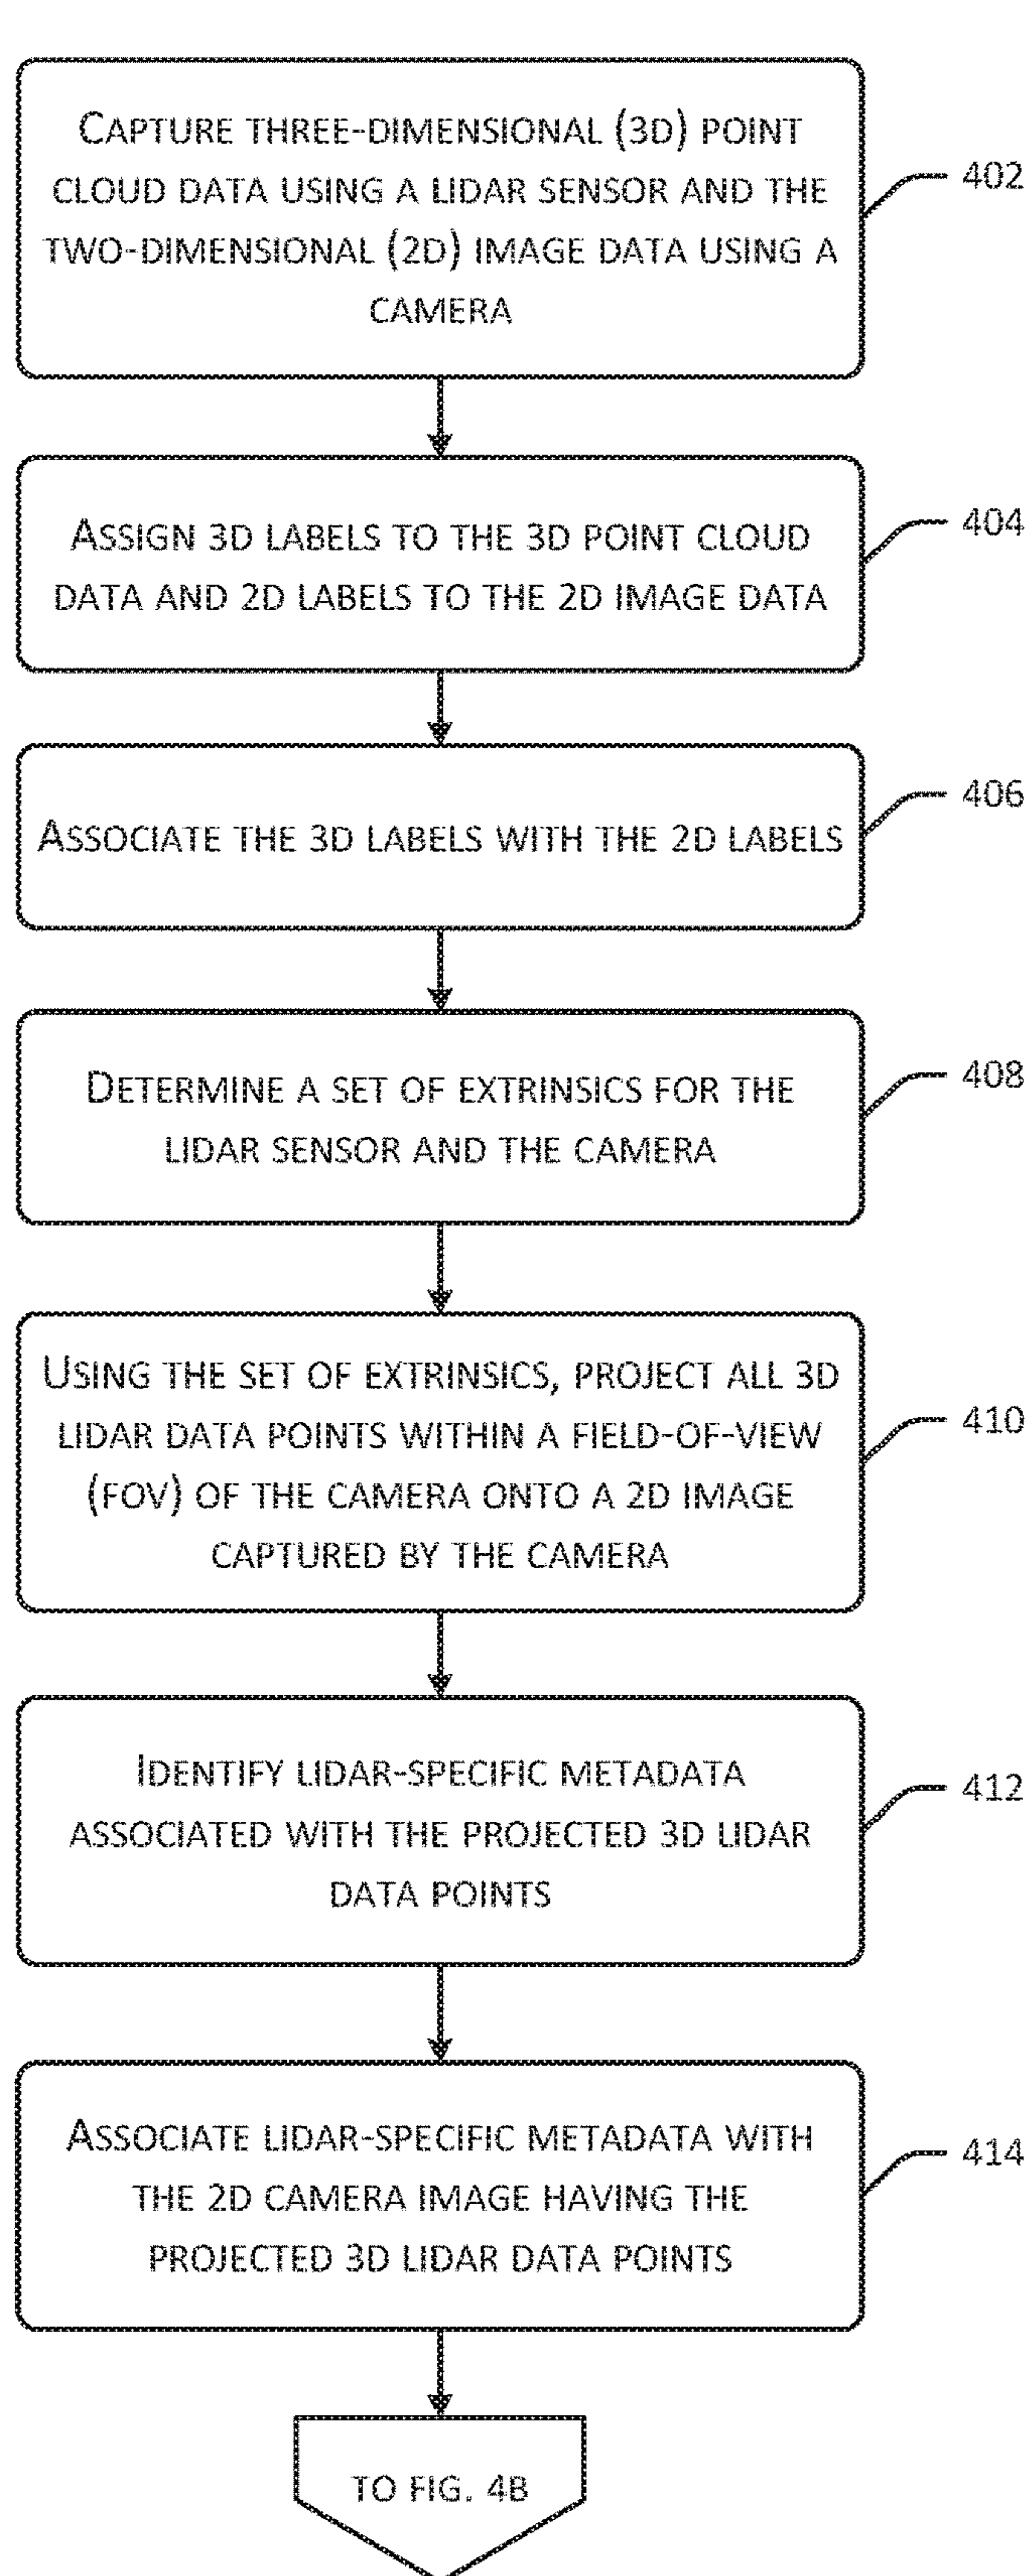 CAPTURE THREE-DIMENSIONAL (3D) POINT
CLOUD DATA USING A LIDAR SENSOR AND THE
TWO-DIMENSIONAL (2D) IMAGE DATA USING A
CAMERA
402
ASSIGN 3D LABELS TO THE 3D POINT CLOUD
DATA AND 2D LABELS TO THE 2D IMAGE DATA
404
ASSOCIATE THE 3D LABELS WITH THE 2D LABELS
406
DETERMINE A SET OF EXTRINSICS FOR THE
LIDAR SENSOR AND THE CAMERA
408
USING THE SET OF EXTRINSICS, PROJECT ALL 3D
LIDAR DATA POINTS WITHIN A FIELD-OF-VIEW
(FOV) OF THE CAMERA ONTO A 2D IMAGE
CAPTURED BY THE CAMERA
410
IDENTIFY LIDAR-SPECIFIC METADATA
ASSOCIATED WITH THE PROJECTED 3D LIDAR
DATA POINTS
412
ASSOCIATE LIDAR-SPECIFIC METADATA WITH
THE 2D CAMERA IMAGE HAVING THE
PROJECTED 3D LIDAR DATA POINTS
414
TO FIG. 4B